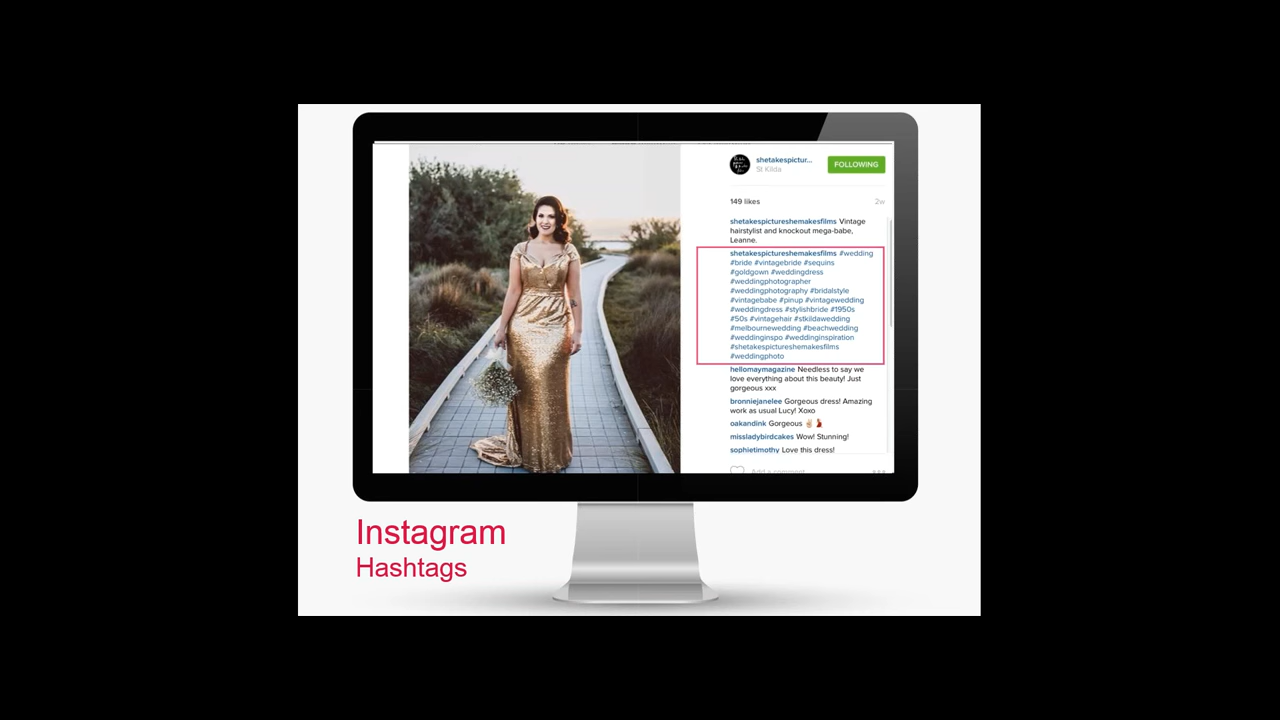 shetakespictur...
St Kilda
FOLLOWING
149 likes
2w
shetakespictureshemakesfilms Vintage
hairstylist and knockout mega-babe,
Leanne.
shetakespictureshemakesfilms #wedding
#bride #vintagebride #sequins
#goldgown #weddingdress
#weddingphotographer
#weddingphotography #bridalstyle
#vintagebabe #pinup #vintagewedding
#weddingdress #stylishbride #1950s
#50s #vintagehair #stkildawedding
#melbournewedding #beachwedding
#weddinginspo #weddinginspiration
#shetakespictureshemakesfilms
#weddingphoto
hellomaymagazine Needless to say we
love everything about this beauty! Just
gorgeous xxx
bronniejanelee Gorgeous dress! Amazing
work as usual Lucy! Xoxo
oakandink Gorgeous ✌🏼💃
missladybirdcakes Wow! Stunning!
sophietimothy Love this dress!
Add a comment
Instagram
Hashtags